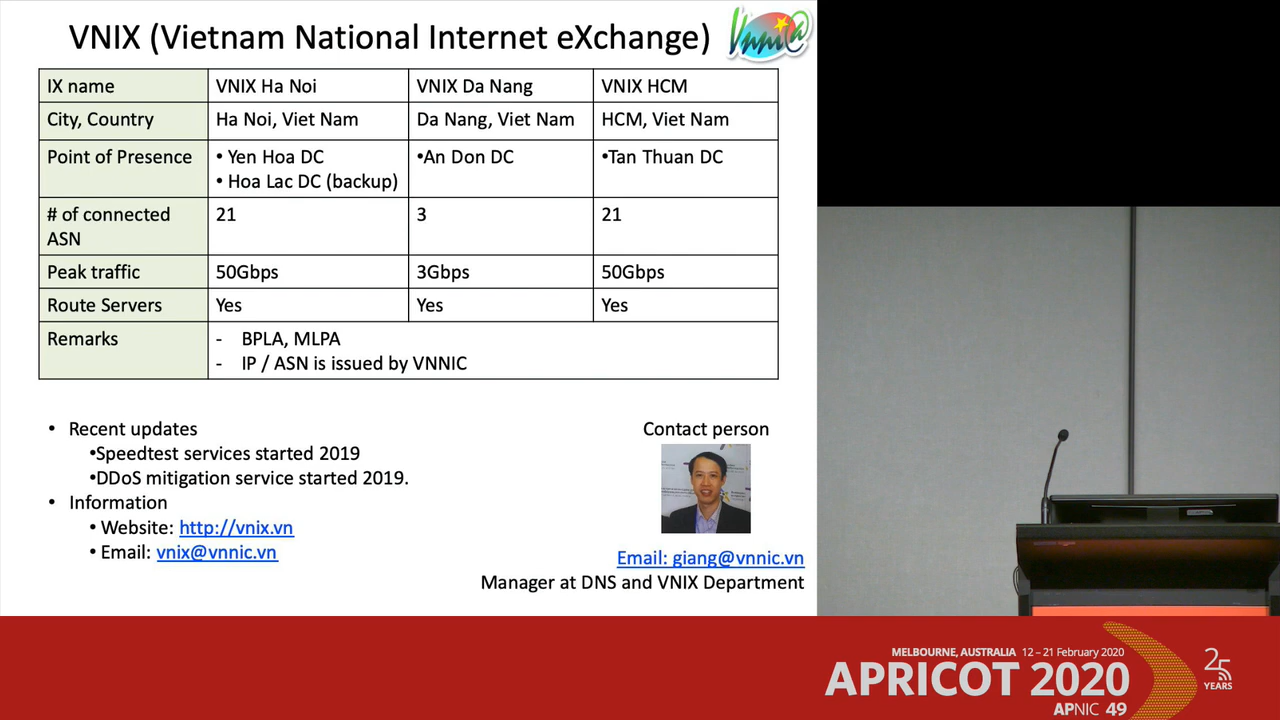 VNIX (Vietnam National Internet eXchange)
Vnnic@
IX name VNIX Ha Noi VNIX Da Nang VNIX HCM
City, Country Ha Noi, Viet Nam Da Nang, Viet Nam HCM, Viet Nam
Point of Presence • Yen Hoa DC •An Don DC •Tan Thuan DC
• Hoa Lac DC (backup)
# of connected 21 3 21
ASN
Peak traffic 50Gbps 3Gbps 50Gbps
Route Servers Yes Yes Yes
Remarks - BPLA, MLPA
- IP / ASN is issued by VNNIC
• Recent updates
•Speedtest services started 2019
•DDoS mitigation service started 2019.
• Information
• Website: http://vnix.vn
• Email: vnix@vnnic.vn
Contact person
Email: giang@vnnic.vn
Manager at DNS and VNIX Department
MELBOURNE, AUSTRALIA 12 – 21 February 2020
APRICOT 2020
APNIC 49
25
YEARS